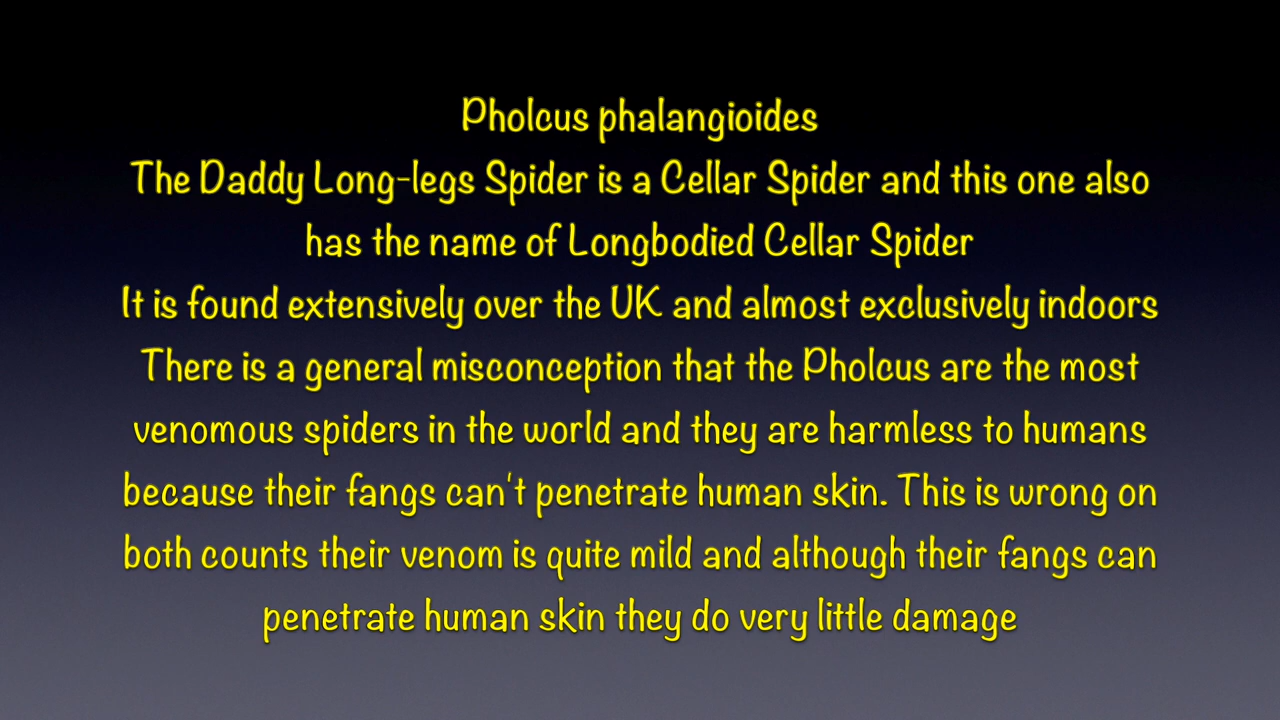 Pholcus phalangioides
The Daddy Long-legs Spider is a Cellar Spider and this one also
has the name of Longbodied Cellar Spider
It is found extensively over the UK and almost exclusively indoors
There is a general misconception that the Pholcus are the most
venomous spiders in the world and they are harmless to humans
because their fangs can't penetrate human skin. This is wrong on
both counts their venom is quite mild and although their fangs can
penetrate human skin they do very little damage